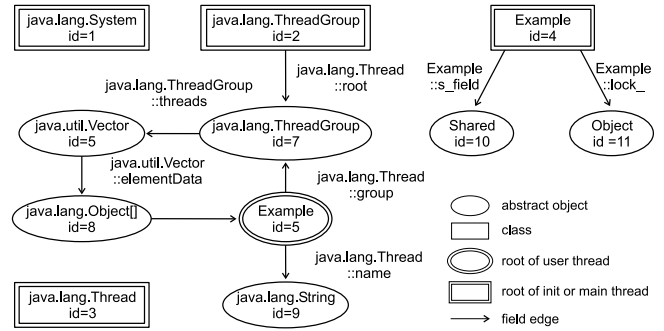 java.lang.System
id=1
java.lang.ThreadGroup
id=2
Example
id=4
java.lang.Thread
::root
java.lang.ThreadGroup
::threads
Example
::s_field
Example
::lock_
java.util.Vector
id=5
java.lang.ThreadGroup
id=7
Shared
id=10
Object
id =11
java.util.Vector
::elementData
java.lang.Thread
::group
java.lang.Object[]
id=8
Example
id=5
java.lang.Thread
::name
java.lang.Thread
id=3
java.lang.String
id=9
abstract object
class
root of user thread
root of init or main thread
field edge